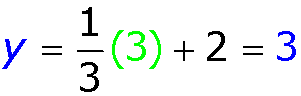 y = 1/3 (3) + 2 = 3